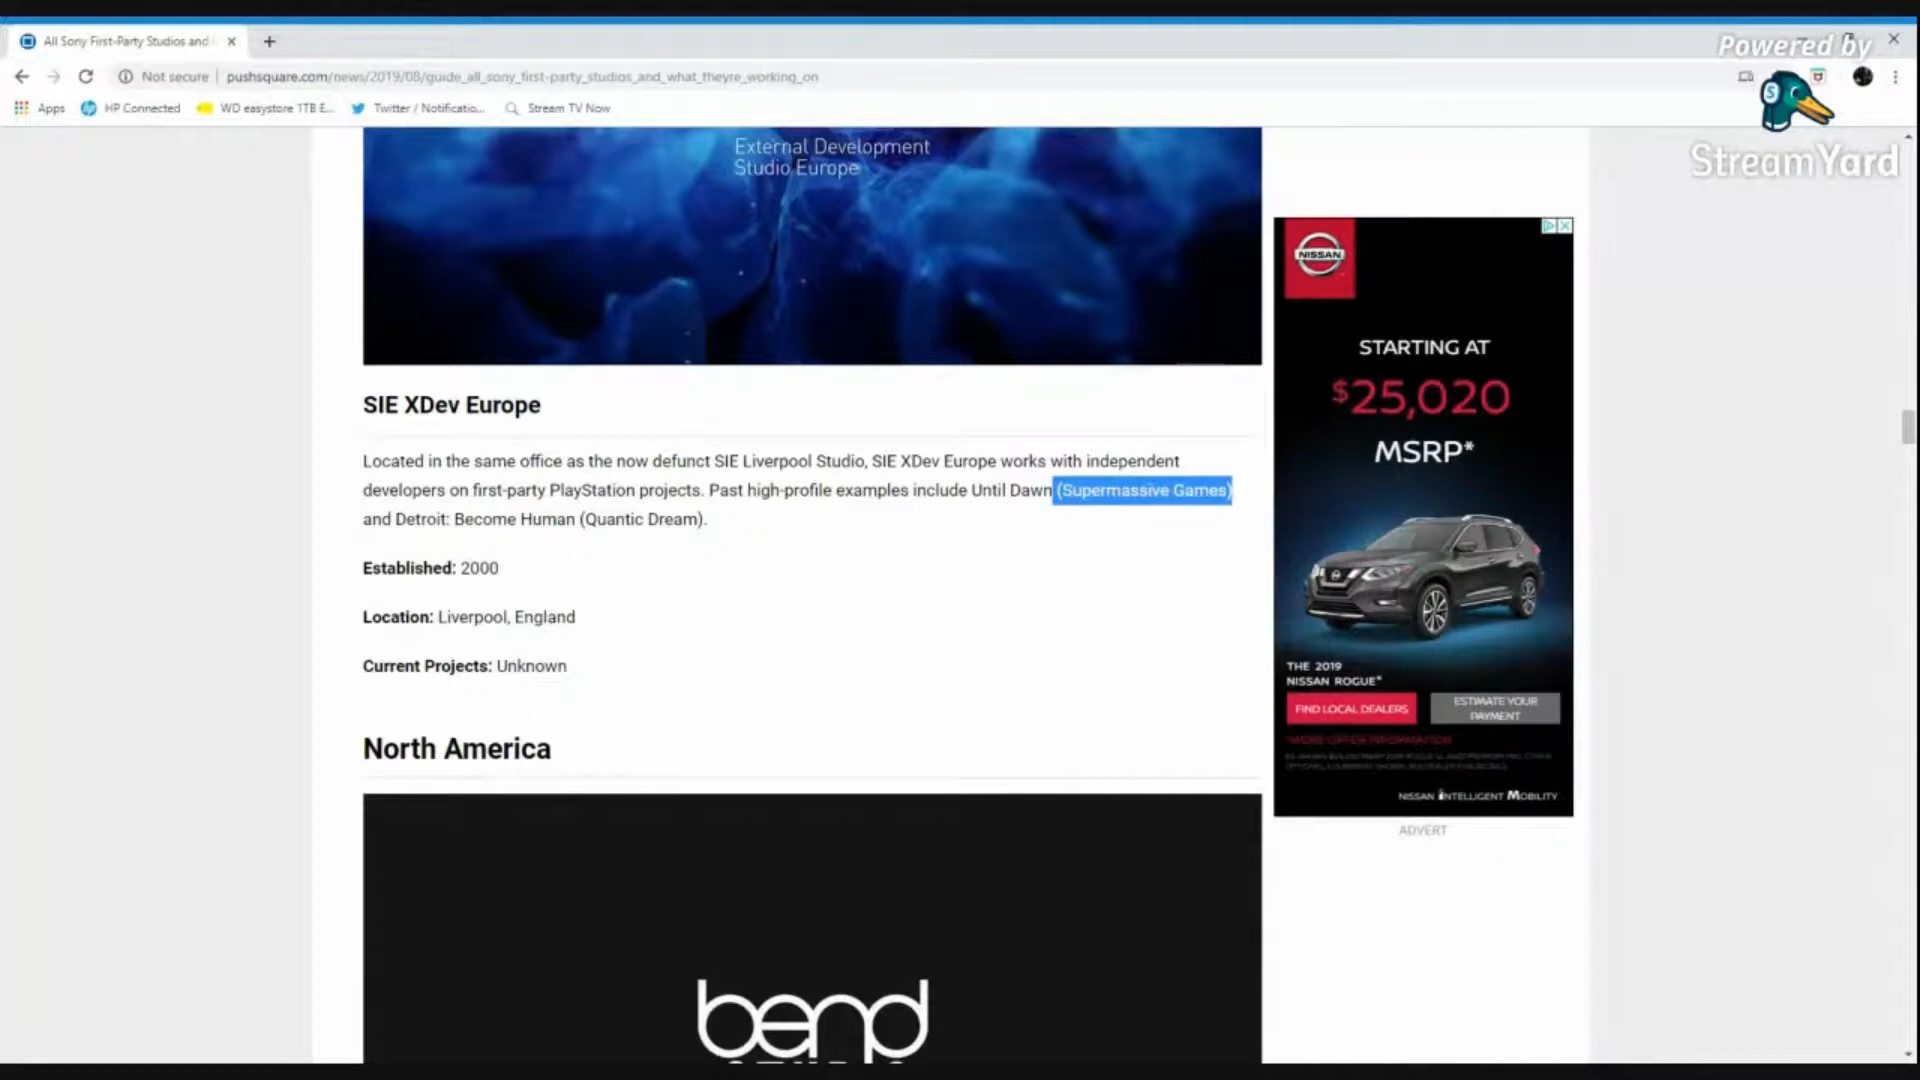 Powered by
All Sony First-Party Studios and
Not secure
pushsquare.com/news/2019/08/guide_all_sony_first-party_studios_and_what_theyre_working_on
Apps
HP Connected
WD easystore 1TB E...
Twitter / Notificatio...
Stream TV Now
StreamYard
External Development
Studio Europe
SIE XDev Europe
Located in the same office as the now defunct SIE Liverpool Studio, SIE XDev Europe works with independent
developers on first-party PlayStation projects. Past high-profile examples include Until Dawn (Supermassive Games)
and Detroit: Become Human (Quantic Dream).
Established: 2000
Location: Liverpool, England
Current Projects: Unknown
North America
bend
NISSAN
STARTING AT
$25,020
MSRP*
THE 2019
NISSAN ROGUE®
FIND LOCAL DEALERS
ESTIMATE YOUR
PAYMENT
*MORE OFFER INFORMATION
NISSAN INTELLIGENT MOBILITY
ADVERT